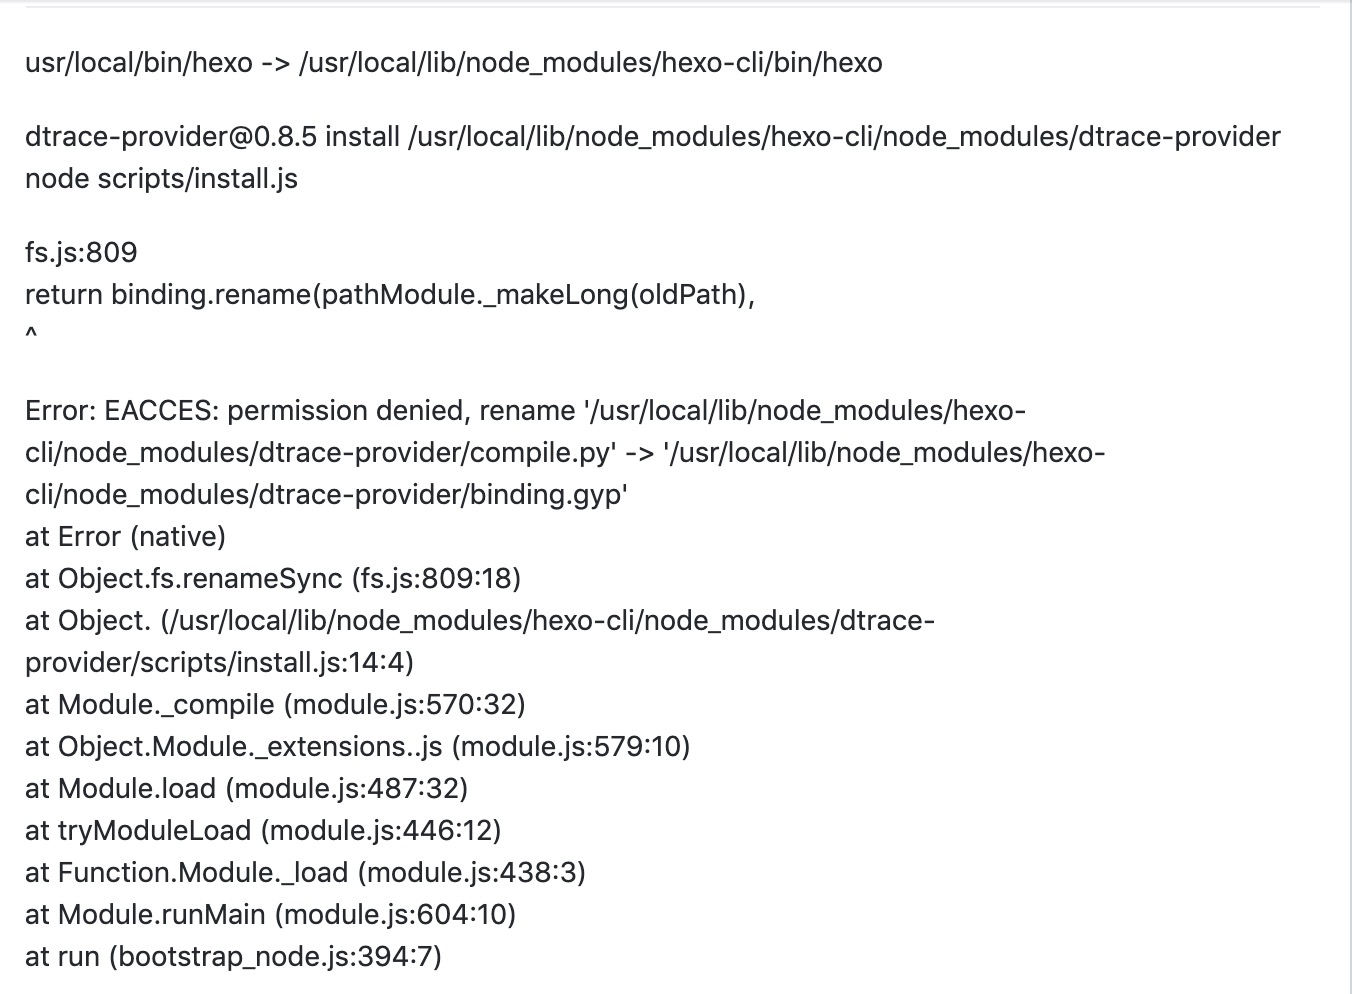 usr/local/bin/hexo -> /usr/local/lib/node_modules/hexo-cli/bin/hexo
dtrace-provider@0.8.5 install /usr/local/lib/node_modules/hexo-cli/node_modules/dtrace-provider
node scripts/install.js
fs.js:809
return binding.rename(pathModule._makeLong(oldPath),
^
Error: EACCES: permission denied, rename '/usr/local/lib/node_modules/hexo-
cli/node_modules/dtrace-provider/compile.py' -> '/usr/local/lib/node_modules/hexo-
cli/node_modules/dtrace-provider/binding.gyp'
at Error (native)
at Object.fs.renameSync (fs.js:809:18)
at Object. (/usr/local/lib/node_modules/hexo-cli/node_modules/dtrace-
provider/scripts/install.js:14:4)
at Module._compile (module.js:570:32)
at Object.Module._extensions..js (module.js:579:10)
at Module.load (module.js:487:32)
at tryModuleLoad (module.js:446:12)
at Function.Module._load (module.js:438:3)
at Module.runMain (module.js:604:10)
at run (bootstrap_node.js:394:7)